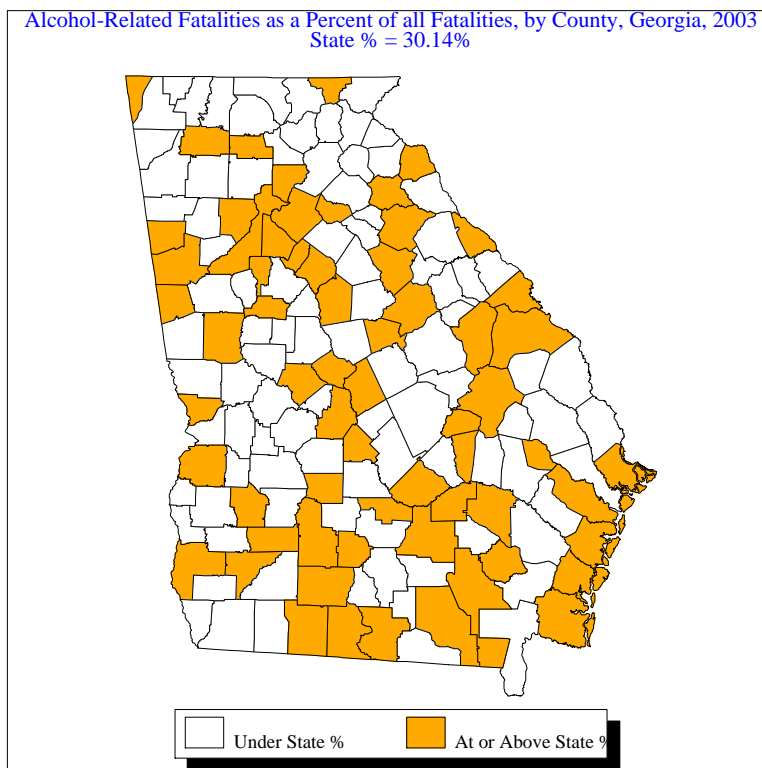 Alcohol-Related Fatalities as a Percent of all Fatalities, by County, Georgia, 2003
State % = 30.14%
Under State %
At or Above State %